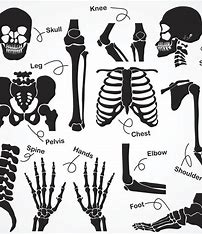 Knee
Skull
Leg
Pelvis
Chest
Spine
Hands
Elbow
Shoulder
Foot